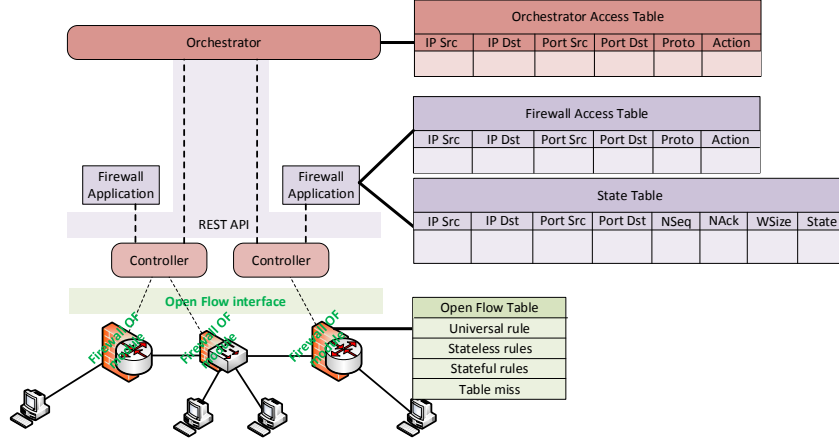 Orchestrator Access Table
Orchestrator
IP Src IP Dst Port Src Port Dst Proto Action
Firewall Access Table
IP Src IP Dst Port Src Port Dst Proto Action
Firewall
Application
Firewall
Application
State Table
IP Src IP Dst Port Src Port Dst NSeq NAck WSize State
REST API
Controller
Controller
Open Flow interface
Open Flow Table
Universal rule
Stateless rules
Stateful rules
Table miss
Firewall OF
module
Firewall OF
module
Firewall OF
module